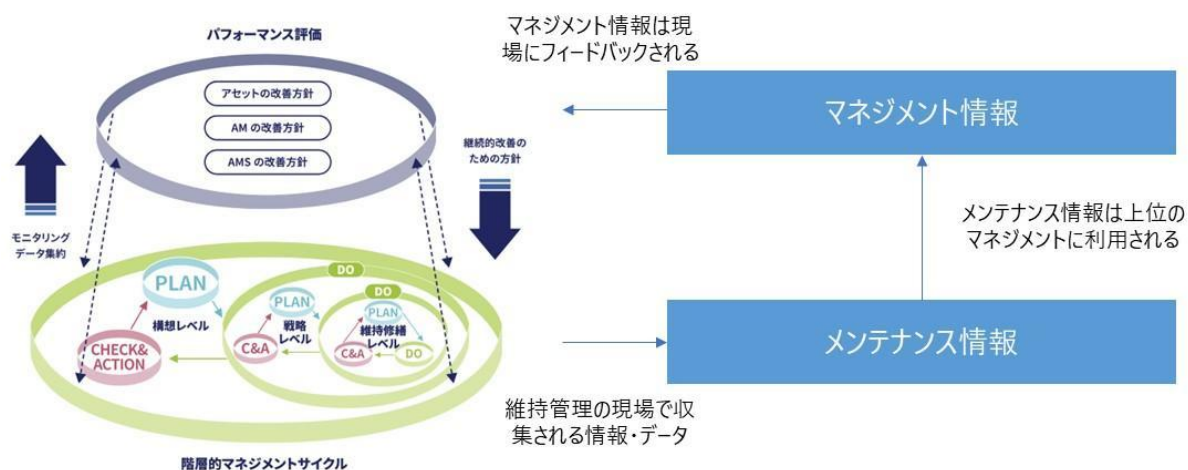 パフォーマンス評価
アセットの改善方針
AM の改善方針
AMS の改善方針
モニタリング
データ集約
継続的改善の
ための方針
PLAN
構想レベル
CHECK&
ACTION
DO
PLAN
戦略
レベル
C&A
DO
PLAN
維持修繕
レベル
C&A
DO
階層的マネジメントサイクル
マネジメント情報は現
場にフィードバックされる
マネジメント情報
メンテナンス情報は上位の
マネジメントに利用される
メンテナンス情報
維持管理の現場で収
集される情報・データ